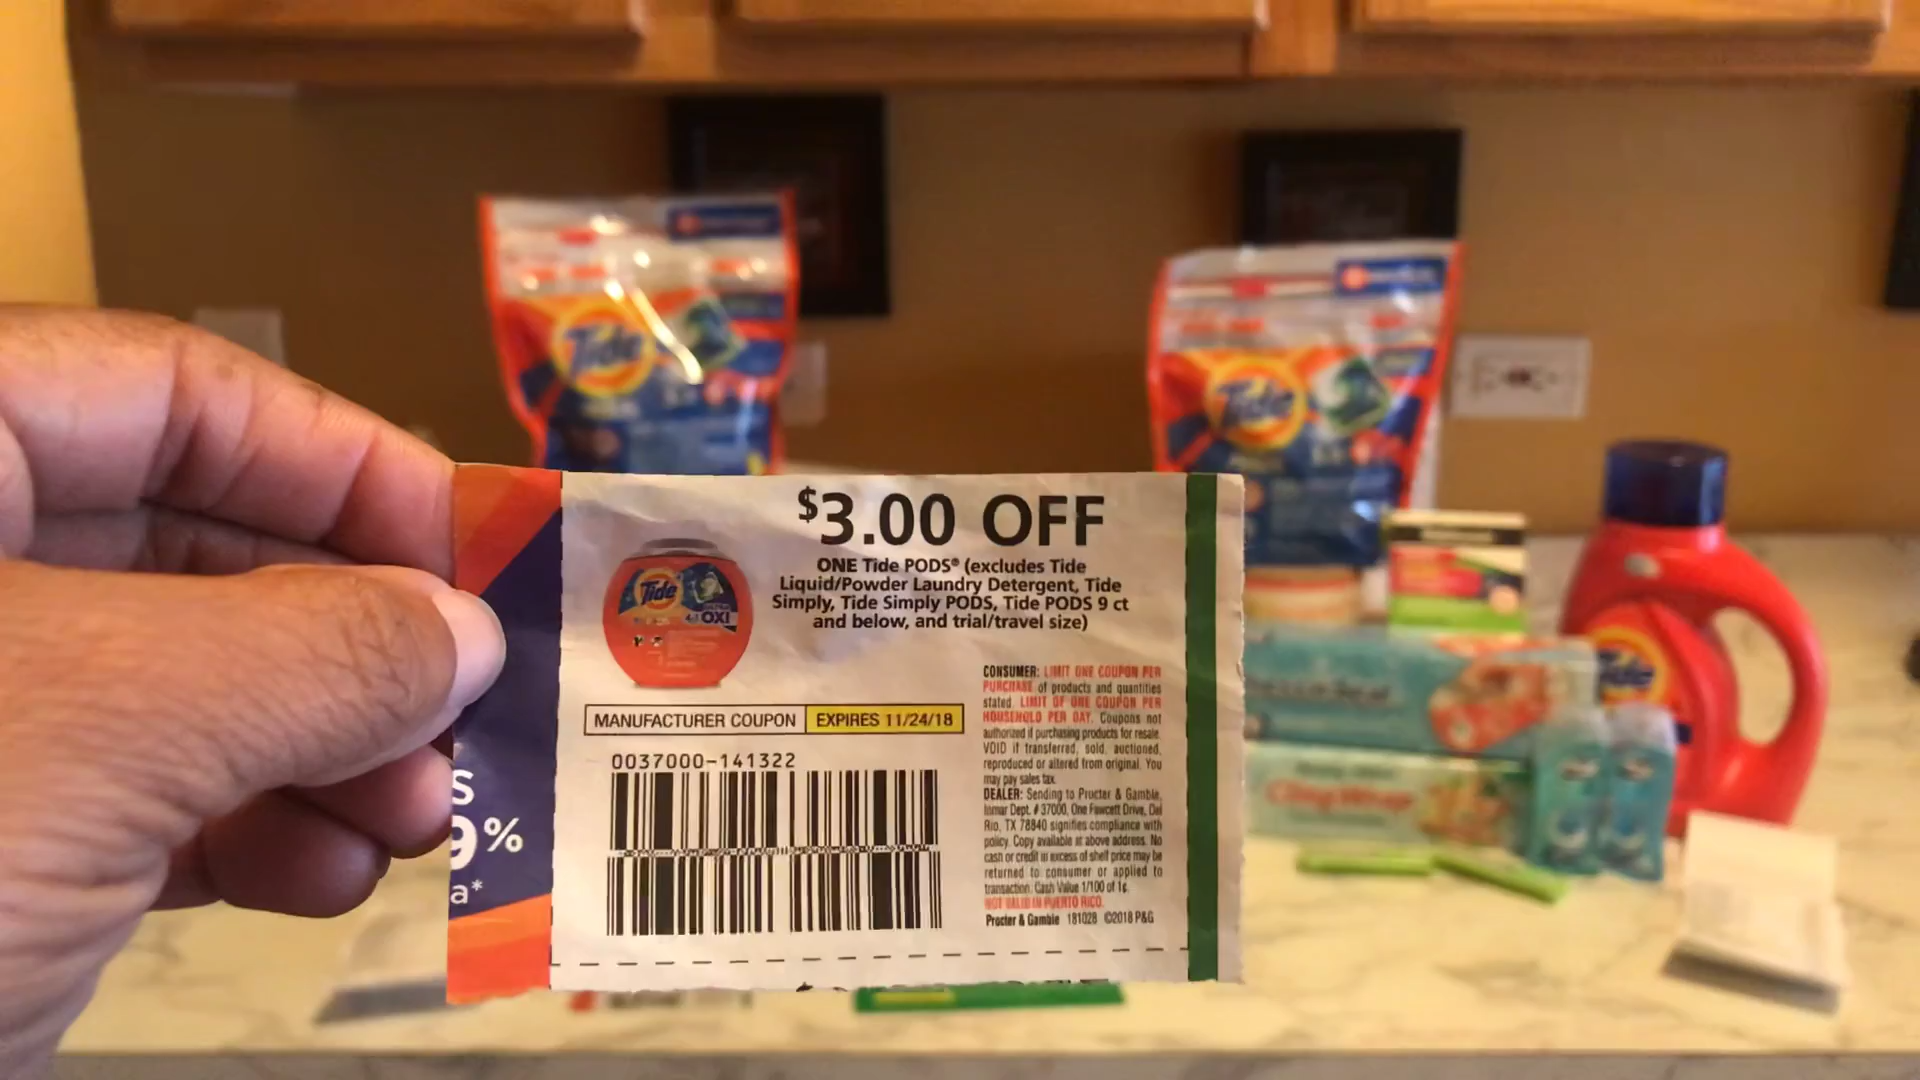 Tide
Tide
$3.00 OFF
ONE Tide PODS® (excludes Tide
Liquid/Powder Laundry Detergent, Tide
Simply, Tide Simply PODS, Tide PODS 9 ct
and below, and trial/travel size)
Tide
OXI
MANUFACTURER COUPON EXPIRES 11/24/18
0037000-141322
CONSUMER: LIMIT ONE COUPON PER
PURCHASE of products and quantities
stated. LIMIT OF ONE COUPON PER
HOUSEHOLD PER DAY. Coupons not
authorized if purchasing products for resale.
VOID if transferred, sold, auctioned,
reproduced or altered from original. You
may pay sales tax.
DEALER: Sending to Procter & Gamble,
Inmar Dept. # 37000, One Fawcett Drive, Del
Rio, TX 78840 signifies compliance with
policy. Copy available at above address. No
cash or credit in excess of shelf price may be
returned to consumer or applied to
transaction. Cash Value 1/100 of 1¢.
NOT VALID IN PUERTO RICO.
Procter & Gamble 181028 ©2018 P&G
S
9%
a*
Tide
Cling Wrap